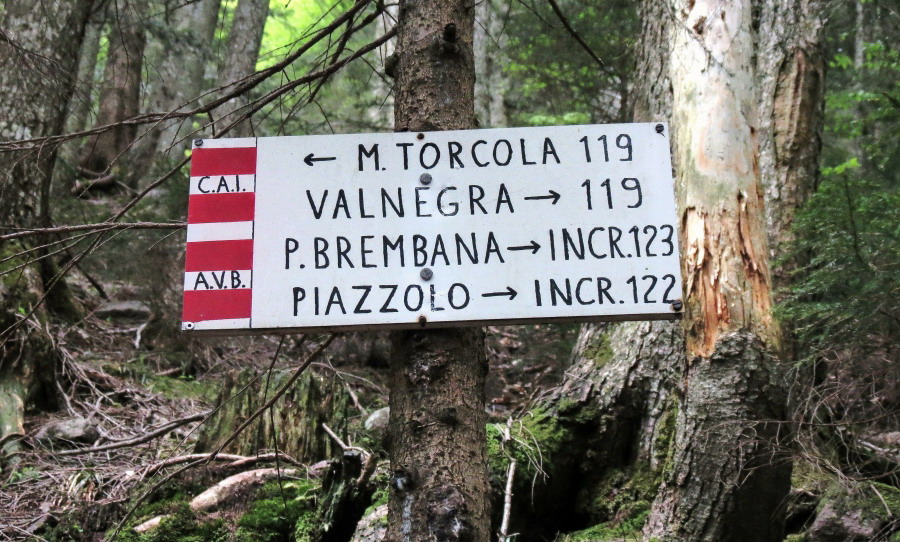 C.A.I.
A.V.B.
← M. TORCOLA 119
VALNEGRA → 119
P. BREMBANA → INCR. 123
PIAZZOLO → INCR. 122